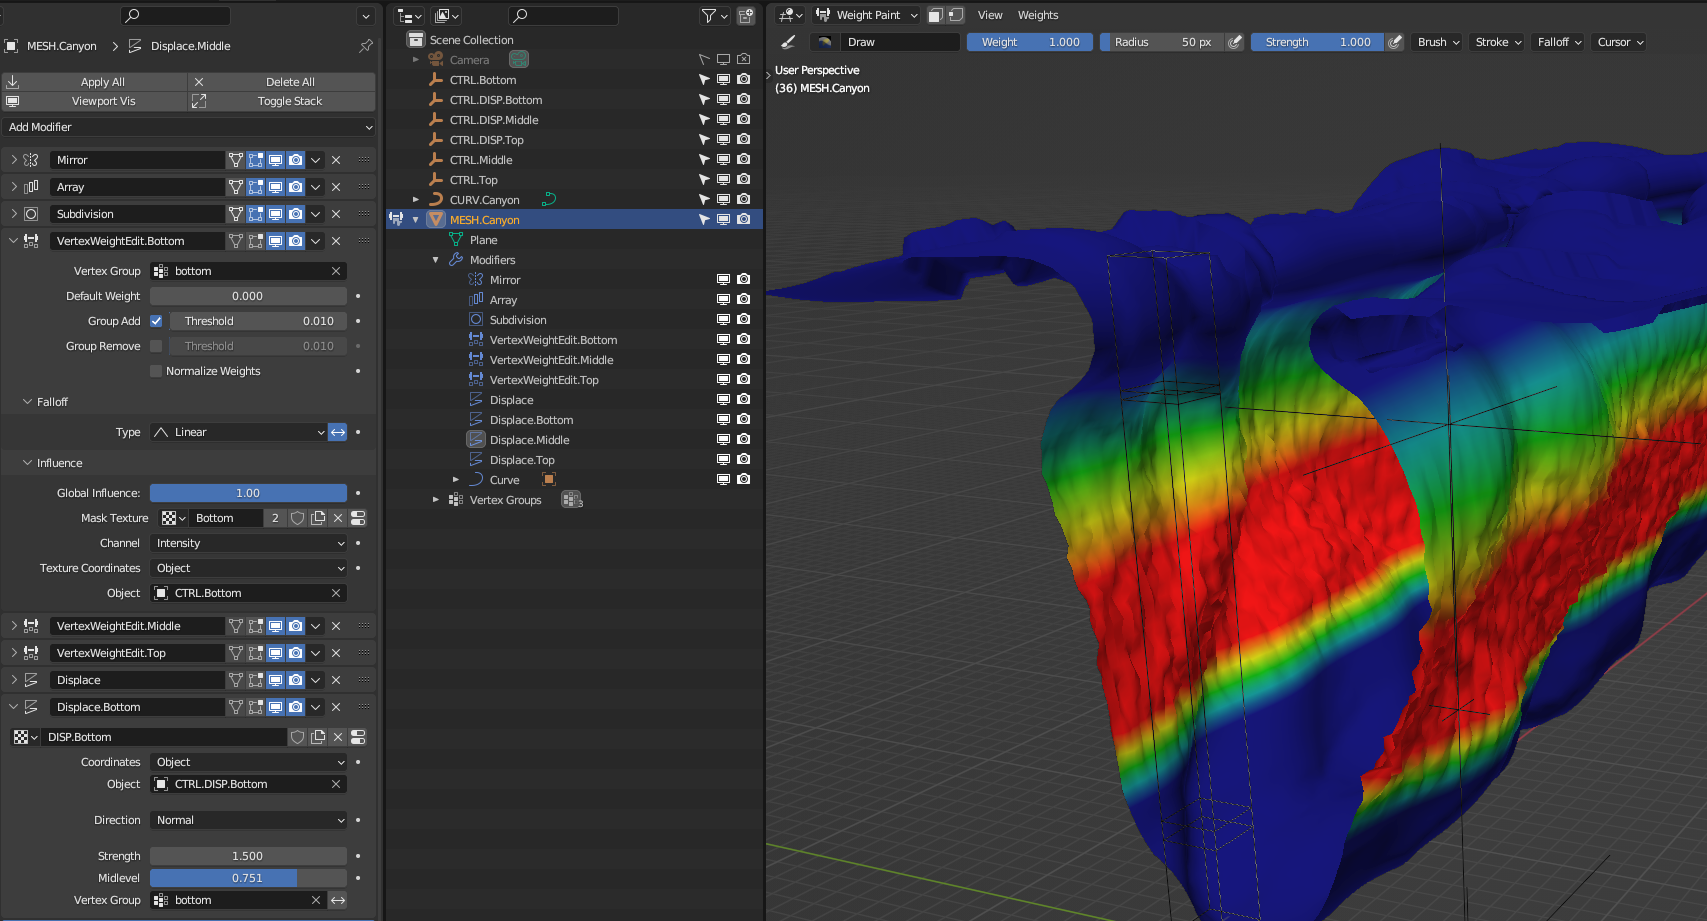 MESH.Canyon > Displace.Middle
Apply All
Delete All
Viewport Vis
Toggle Stack
Add Modifier
Mirror
Array
Subdivision
VertexWeightEdit.Bottom
Vertex Group bottom
Default Weight 0.000
Group Add Threshold 0.010
Group Remove Threshold 0.010
Normalize Weights
Falloff
Type Linear
Influence
Global Influence: 1.00
Mask Texture Bottom 2
Channel Intensity
Texture Coordinates Object
Object CTRL.Bottom
VertexWeightEdit.Middle
VertexWeightEdit.Top
Displace
Displace.Bottom
DISP.Bottom
Coordinates Object
Object CTRL.DISP.Bottom
Direction Normal
Strength 1.500
Midlevel 0.751
Vertex Group bottom
Scene Collection
Camera
CTRL.Bottom
CTRL.DISP.Bottom
CTRL.DISP.Middle
CTRL.DISP.Top
CTRL.Middle
CTRL.Top
CURV.Canyon
MESH.Canyon
Plane
Modifiers
Mirror
Array
Subdivision
VertexWeightEdit.Bottom
VertexWeightEdit.Middle
VertexWeightEdit.Top
Displace
Displace.Bottom
Displace.Middle
Displace.Top
Curve
Vertex Groups 3
Weight Paint View Weights
Draw Weight 1.000 Radius 50 px Strength 1.000 Brush Stroke Falloff Cursor
User Perspective
(36) MESH.Canyon